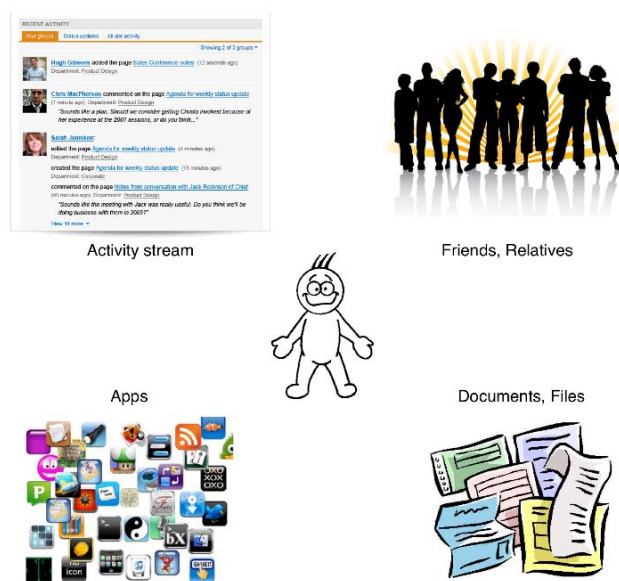 RECENT ACTIVITY
Your groups Status updates All site activity
Showing 2 of 3 groups
Hugh Gibsons added the page Sales Conference notes (12 seconds ago)
Department: Product Design
Chris MacPherson commented on the page Agenda for weekly status update
(1 minute ago) Department: Product Design
"Sounds like a plan. Should we consider getting Christa involved because of
her experience at the 2007 sessions, or do you think..."
Sarah Jennison:
edited the page Agenda for weekly status update (4 minutes ago)
Department: Product Design
created the page Agenda for weekly status update (15 minutes ago)
Department: Corporate
commented on the page Notes from conversation with Jack Robinson of CNet
(45 minutes ago) Department: Product Design
"Sounds like the meeting with Jack was really useful. Do you think we'll be
doing business with them in 2009?"
View 14 more
Activity stream
Friends, Relatives
Apps
Documents, Files
OXO
XOX
OXO
P
bX
icon